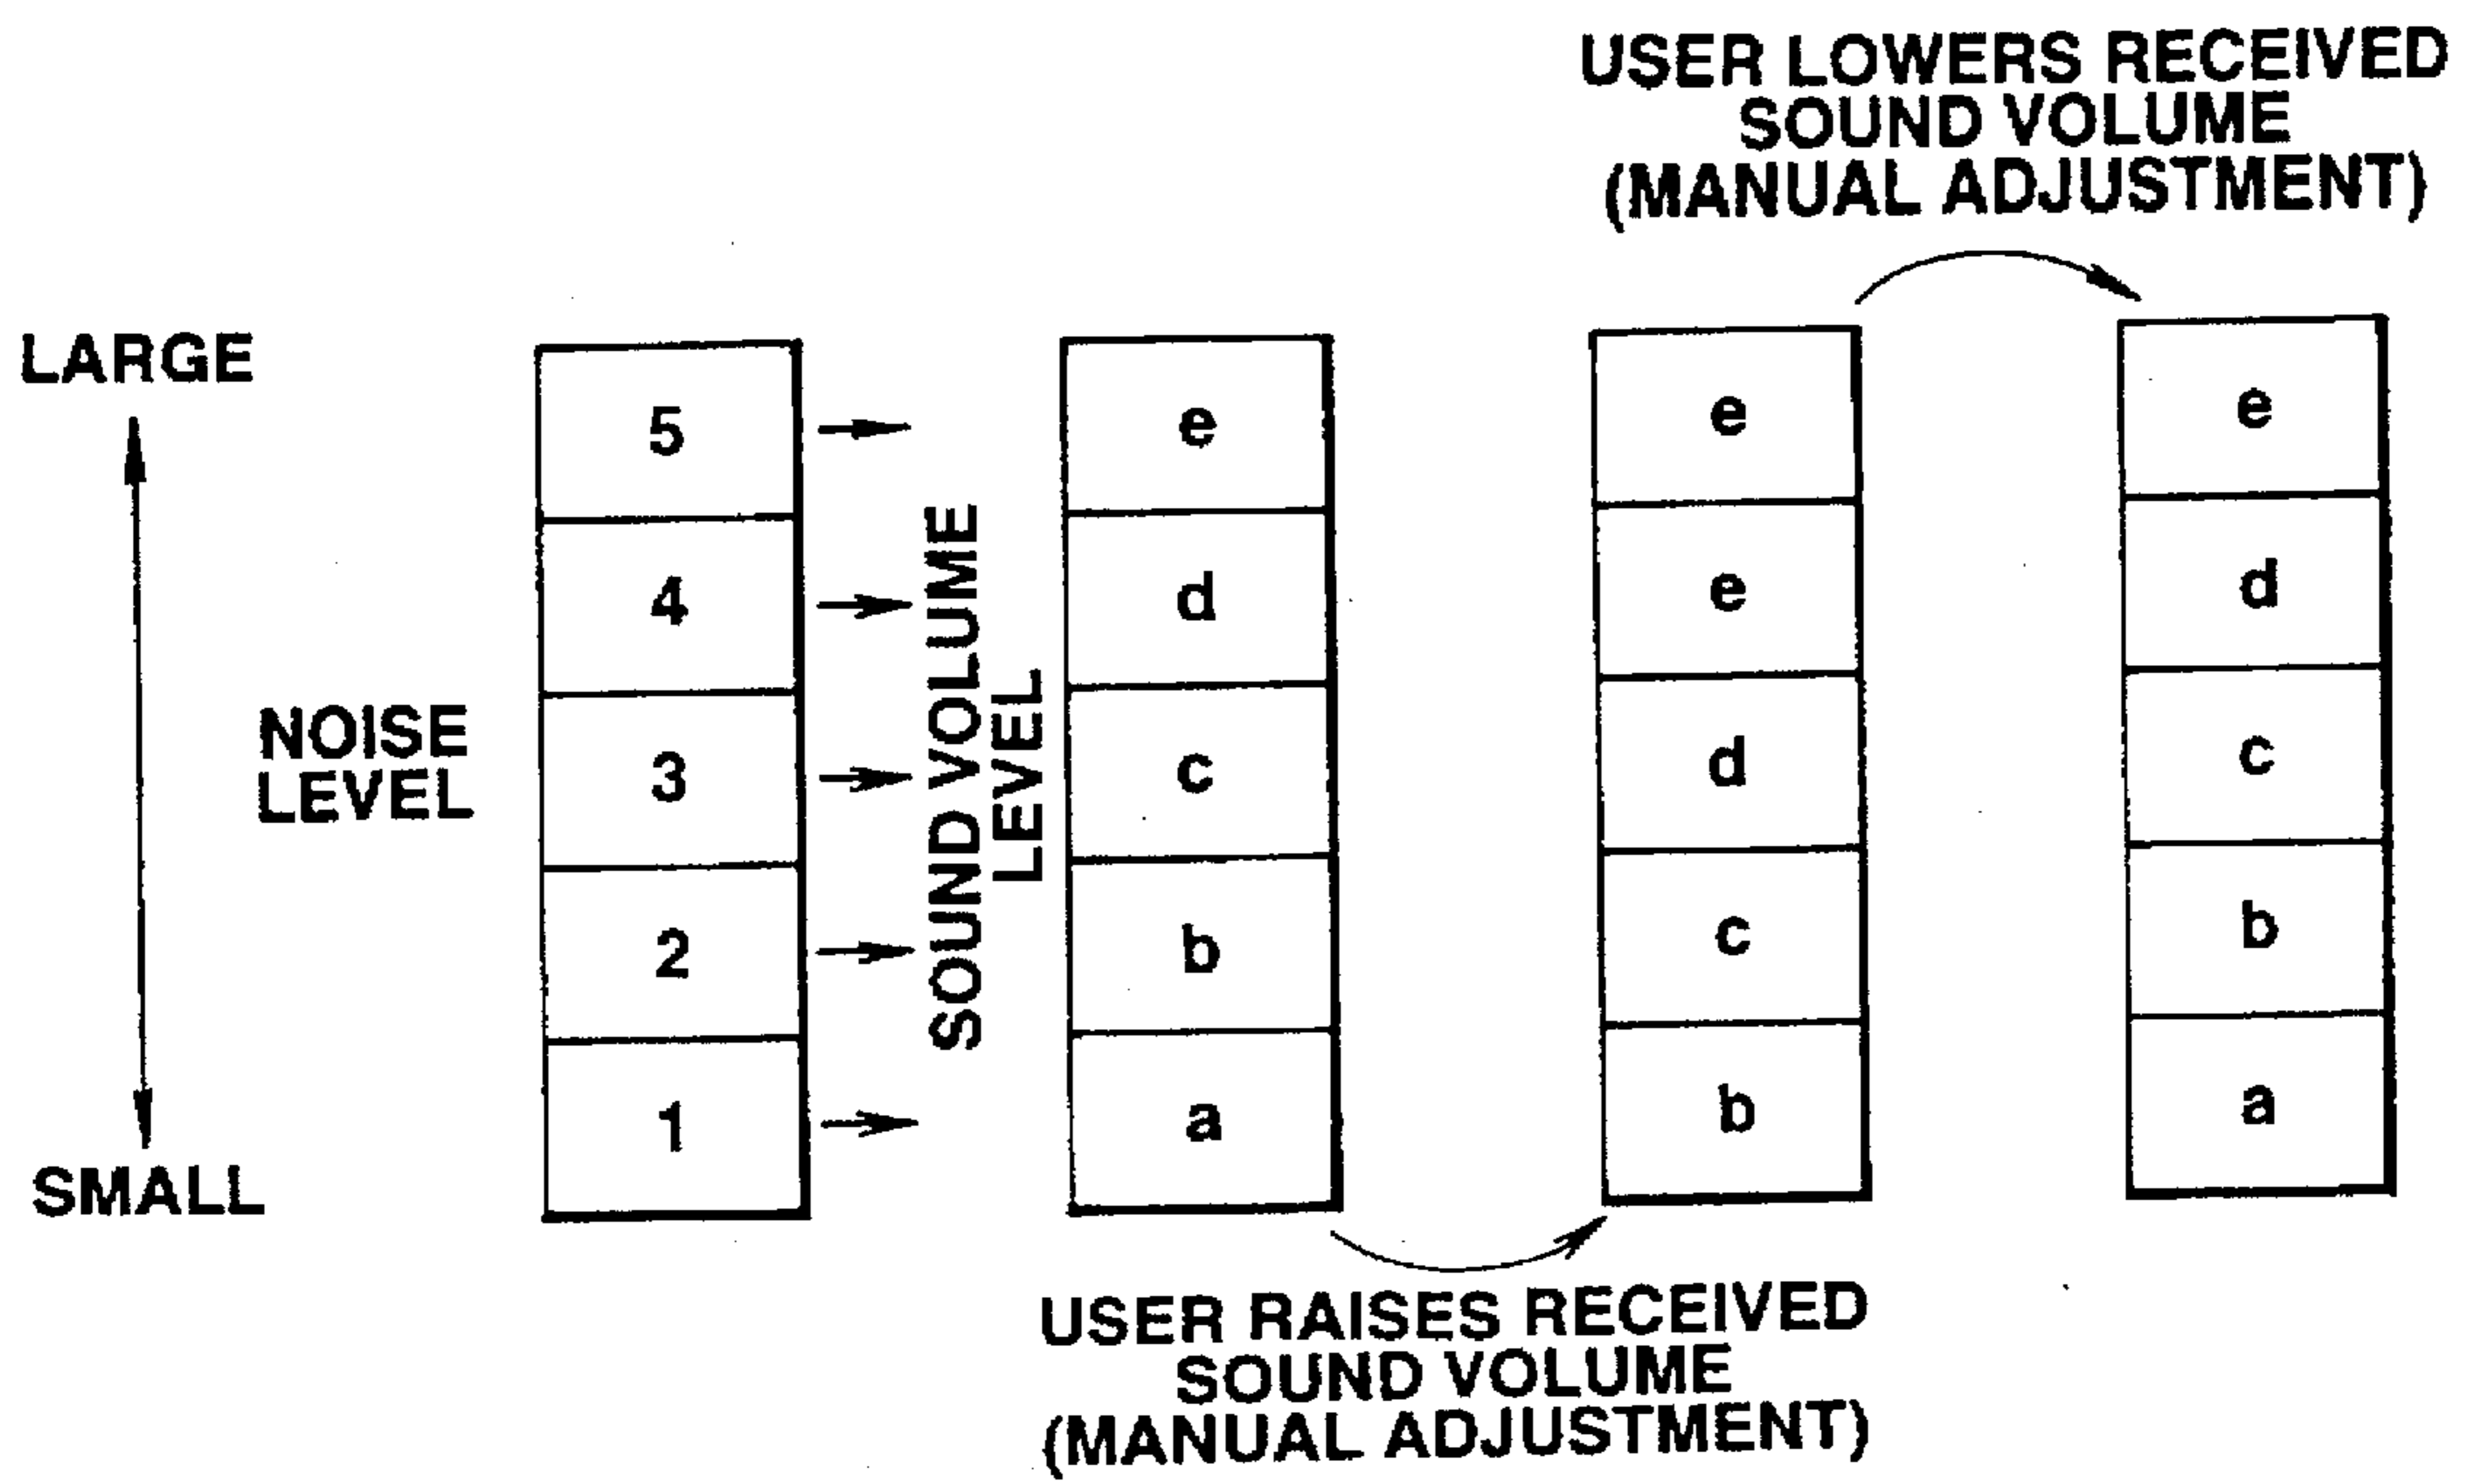 USER LOWERS RECEIVED
SOUND VOLUME
(MANUAL ADJUSTMENT)
LARGE
SMALL
NOISE
LEVEL
5
4
3
2
1
SOUND VOLUME
LEVEL
e
d
c
b
a
e
e
d
c
b
e
d
c
b
a
USER RAISES RECEIVED
SOUND VOLUME
(MANUAL ADJUSTMENT)